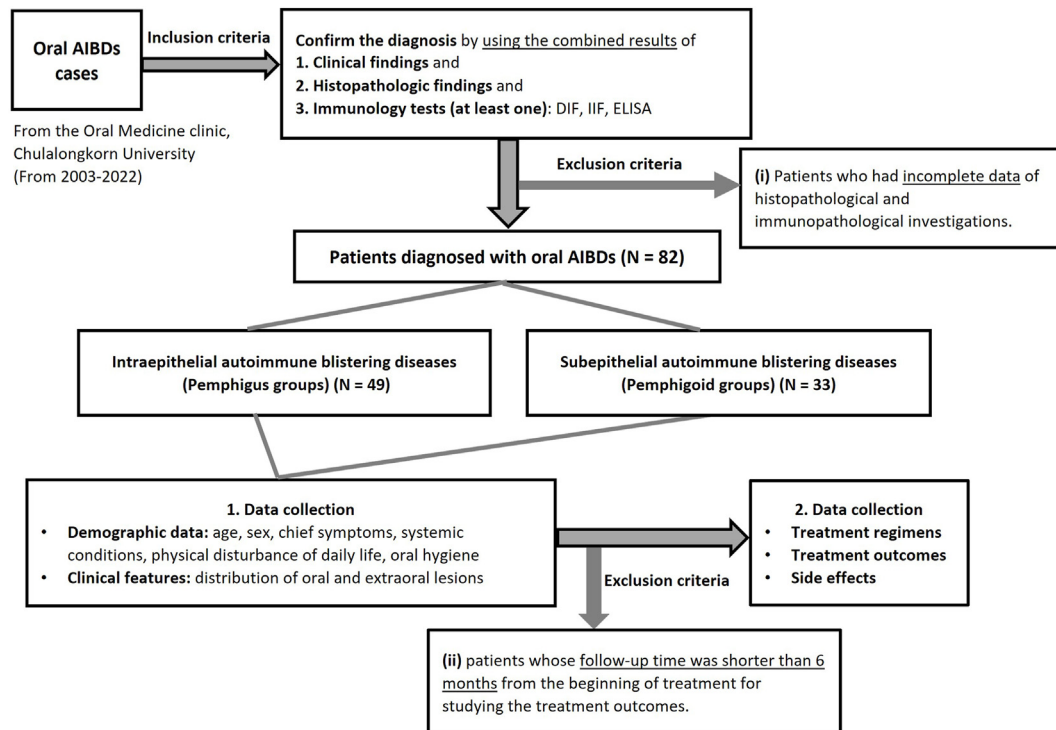 Oral AIBDs
cases
Inclusion criteria
Confirm the diagnosis by using the combined results of
1. Clinical findings and
2. Histopathologic findings and
3. Immunology tests (at least one): DIF, IIF, ELISA
From the Oral Medicine clinic,
Chulalongkorn University
(From 2003-2022)
Exclusion criteria
(i) Patients who had incomplete data of
histopathological and
immunopathological investigations.
Patients diagnosed with oral AIBDs (N = 82)
Intraepithelial autoimmune blistering diseases
(Pemphigus groups) (N = 49)
Subepithelial autoimmune blistering diseases
(Pemphigoid groups) N = 33)
1. Data collection
• Demographic data: age, sex, chief symptoms, systemic
conditions, physical disturbance of daily life, oral hygiene
• Clinical features: distribution of oral and extraoral lesions
2. Data collection
• Treatment regimens
• Treatment outcomes
• Side effects
Exclusion criteria
(ii) patients whose follow-up time was shorter than 6
months from the beginning of treatment for
studying the treatment outcomes.